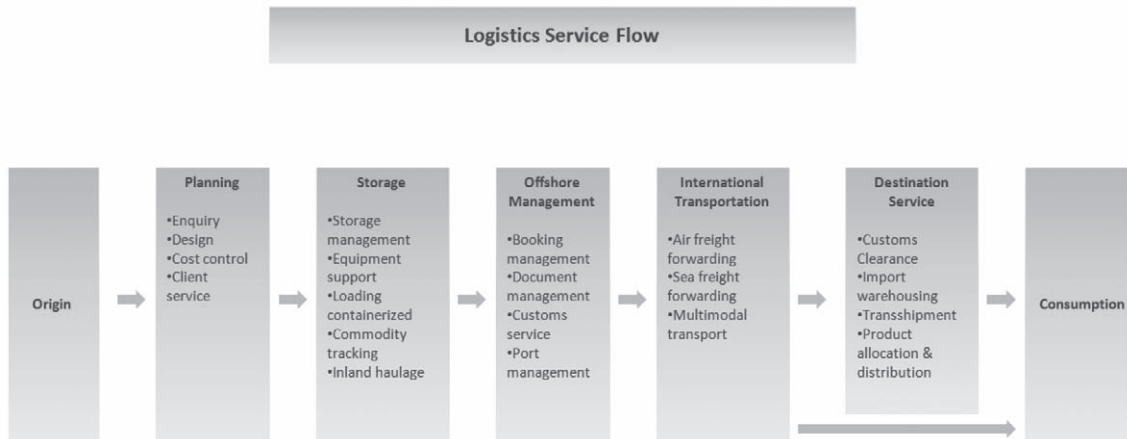 Logistics Service Flow
Origin
Planning
•Enquiry
•Design
•Cost control
•Client
service
Storage
•Storage
management
•Equipment
support
•Loading
containerized
•Commodity
tracking
•Inland haulage
Offshore
Management
•Booking
management
•Document
management
•Customs
service
•Port
management
International
Transportation
•Air freight
forwarding
•Sea freight
forwarding
•Multimodal
transport
Destination
Service
•Customs
Clearance
•Import
warehousing
•Transshipment
•Product
allocation &
distribution
Consumption